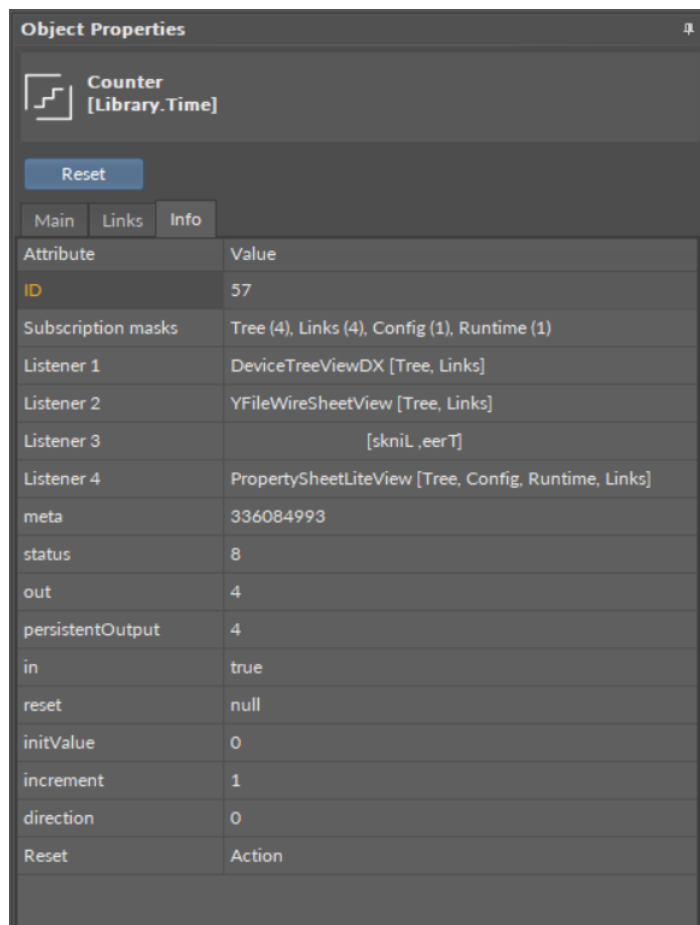 Object Properties
Counter
[Library.Time]
Reset
Main Links Info
Attribute Value
ID 57
Subscription masks Tree (4), Links (4), Config (1), Runtime (1)
Listener 1 DeviceTreeViewDX [Tree, Links]
Listener 2 YFileWireSheetView [Tree, Links]
Listener 3 [skniL ,eerT]
Listener 4 PropertySheetLiteView [Tree, Config, Runtime, Links]
meta 336084993
status 8
out 4
persistentOutput 4
in true
reset null
initValue 0
increment 1
direction 0
Reset Action